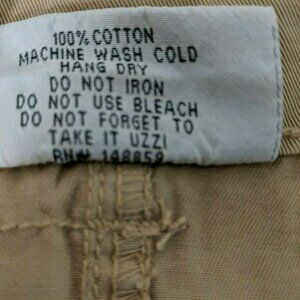 100% COTTON
MACHINE WASH COLD
HANG DRY
DO NOT IRON
DO NOT USE BLEACH
DO NOT FORGET TO
TAKE IT UZZI
RN# 148859